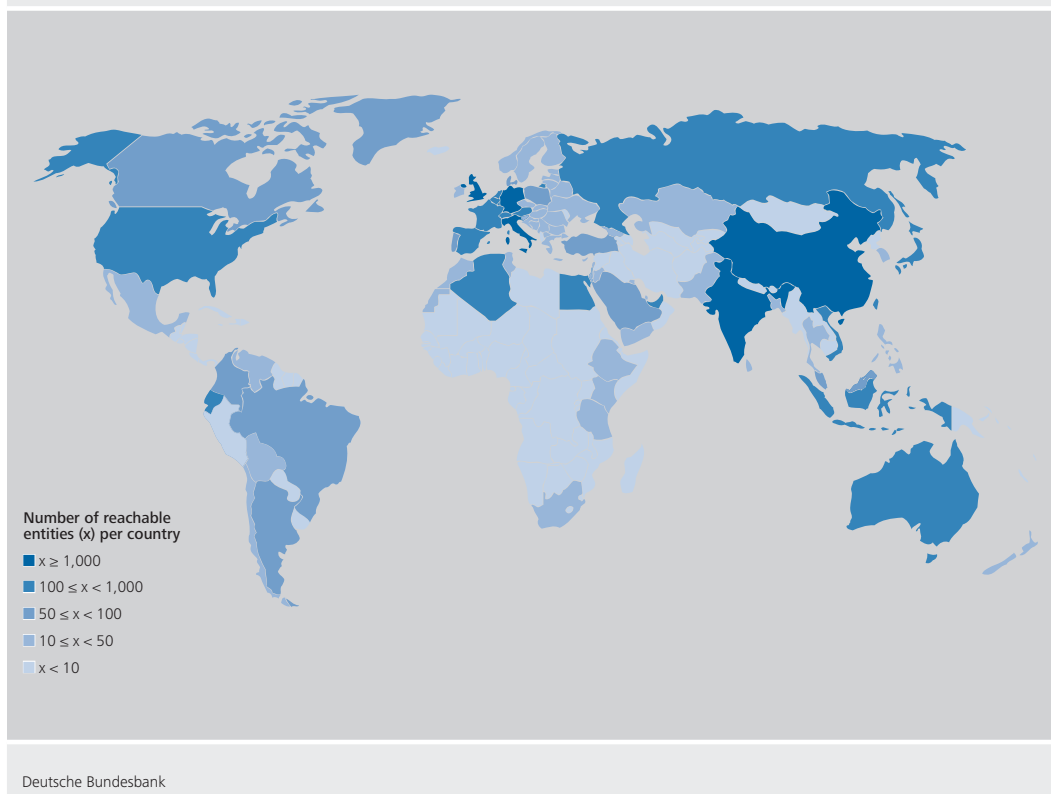 Number of reachable
entities (x) per country
x ≥ 1,000
100 ≤ x < 1,000
50 ≤ x < 100
10 ≤ x < 50
x < 10
Deutsche Bundesbank